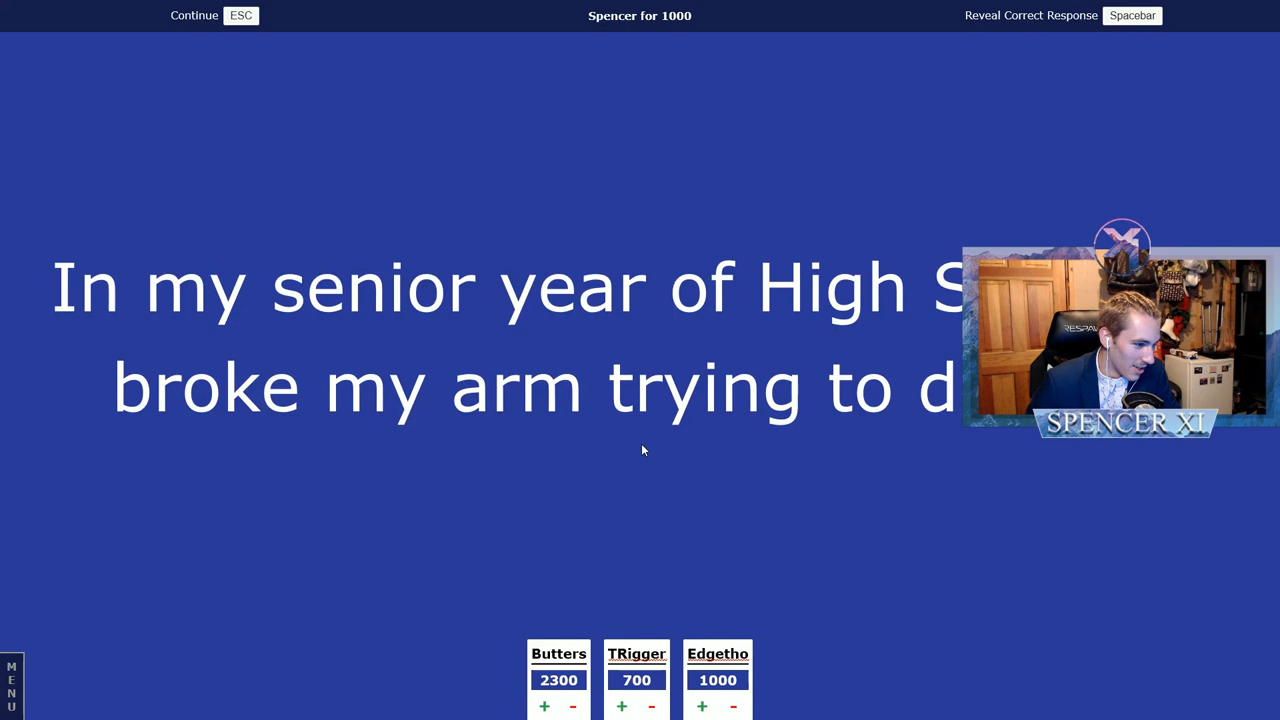 Continue ESC
Spencer for 1000
Reveal Correct Response Spacebar
In my senior year of High
broke my arm trying to
SPENCER XI
MENU
Butters TRigger Edgetho
2300 700 1000
+ - + - + -